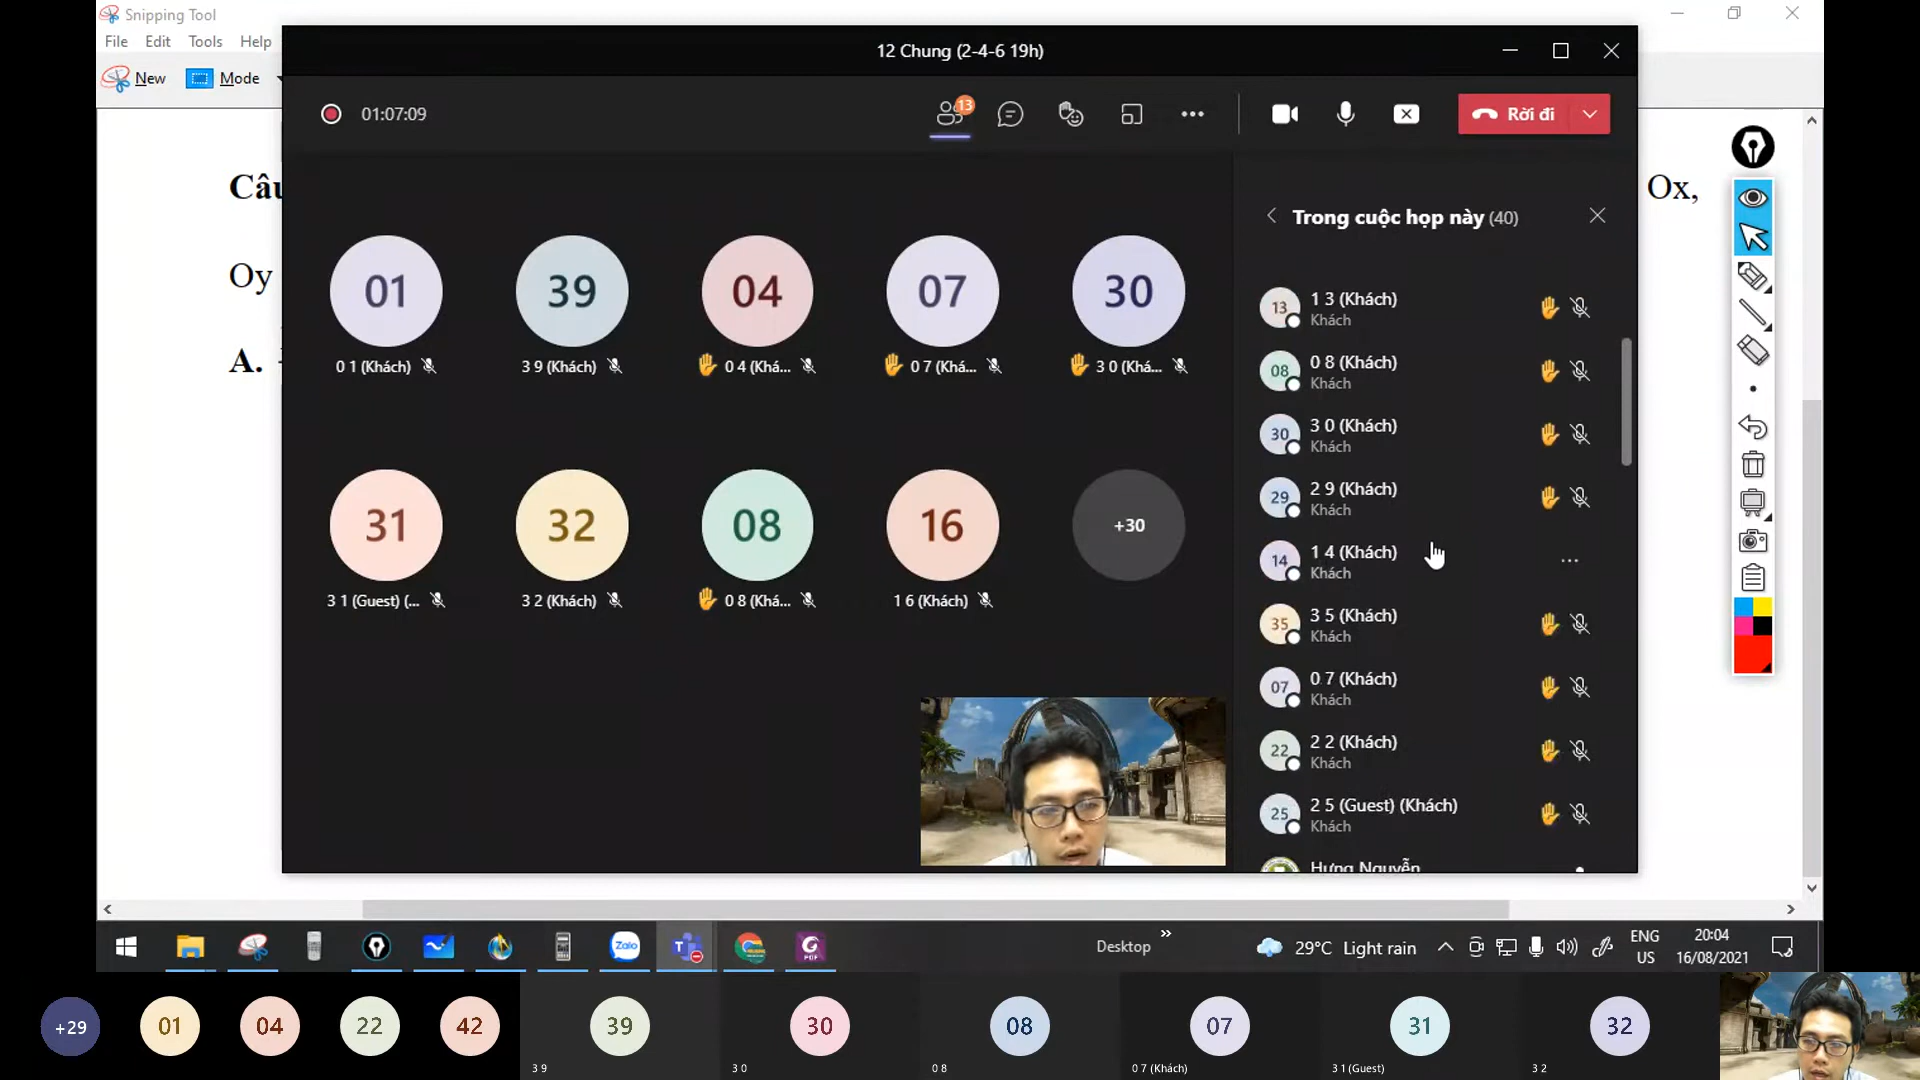 Snipping Tool
File Edit Tools Help
New Mode
12 Chung (2-4-6 19h)
01:07:09
13
Rời đi
Câu
Ox,
Oy
A.
01
39
04
07
30
0 1 (Khách)
3 9 (Khách)
0 4 (Khá...
0 7 (Khá...
3 0 (Khá...
31
32
08
16
+30
3 1 (Guest) (...
3 2 (Khách)
0 8 (Khá...
1 6 (Khách)
Trong cuộc họp này (40)
13
1 3 (Khách)
Khách
08
0 8 (Khách)
Khách
30
3 0 (Khách)
Khách
29
2 9 (Khách)
Khách
14
1 4 (Khách)
Khách
35
3 5 (Khách)
Khách
07
0 7 (Khách)
Khách
22
2 2 (Khách)
Khách
25
2 5 (Guest) (Khách)
Khách
Hưng Nguyễn
Zalo
T
PDF
Desktop
29°C Light rain
ENG
US
20:04
16/08/2021
+29
01
04
22
42
39
30
08
07
31
32
3 9
3 0
0 8
0 7 (Khách)
3 1 (Guest)
3 2